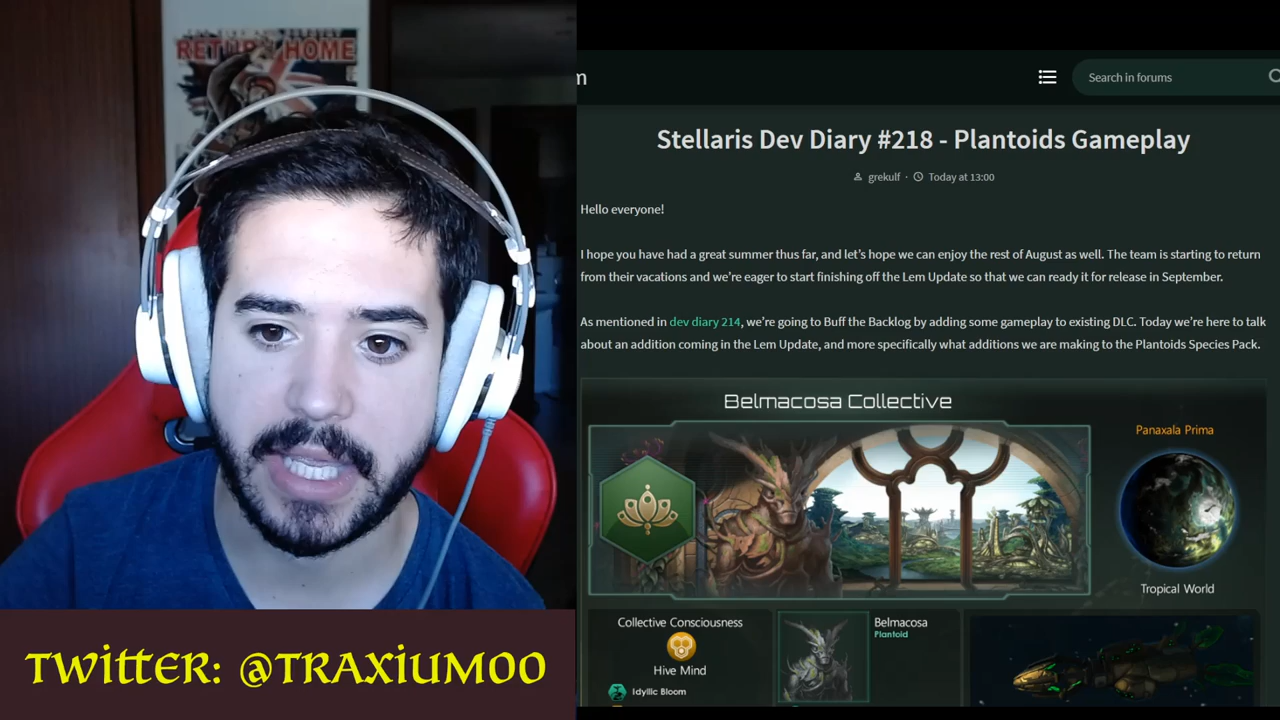 RETURN HOME
TWITTER: @TRAXIUM00
m
Search in forums
Stellaris Dev Diary #218 - Plantoids Gameplay
grekulf · Today at 13:00
Hello everyone!
I hope you have had a great summer thus far, and let's hope we can enjoy the rest of August as well. The team is starting to return
from their vacations and we're eager to start finishing off the Lem Update so that we can ready it for release in September.
As mentioned in dev diary 214, we're going to Buff the Backlog by adding some gameplay to existing DLC. Today we're here to talk
about an addition coming in the Lem Update, and more specifically what additions we are making to the Plantoids Species Pack.
Belmacosa Collective
Panaxala Prima
Tropical World
Collective Consciousness
Hive Mind
Idyllic Bloom
Belmacosa
Plantoid